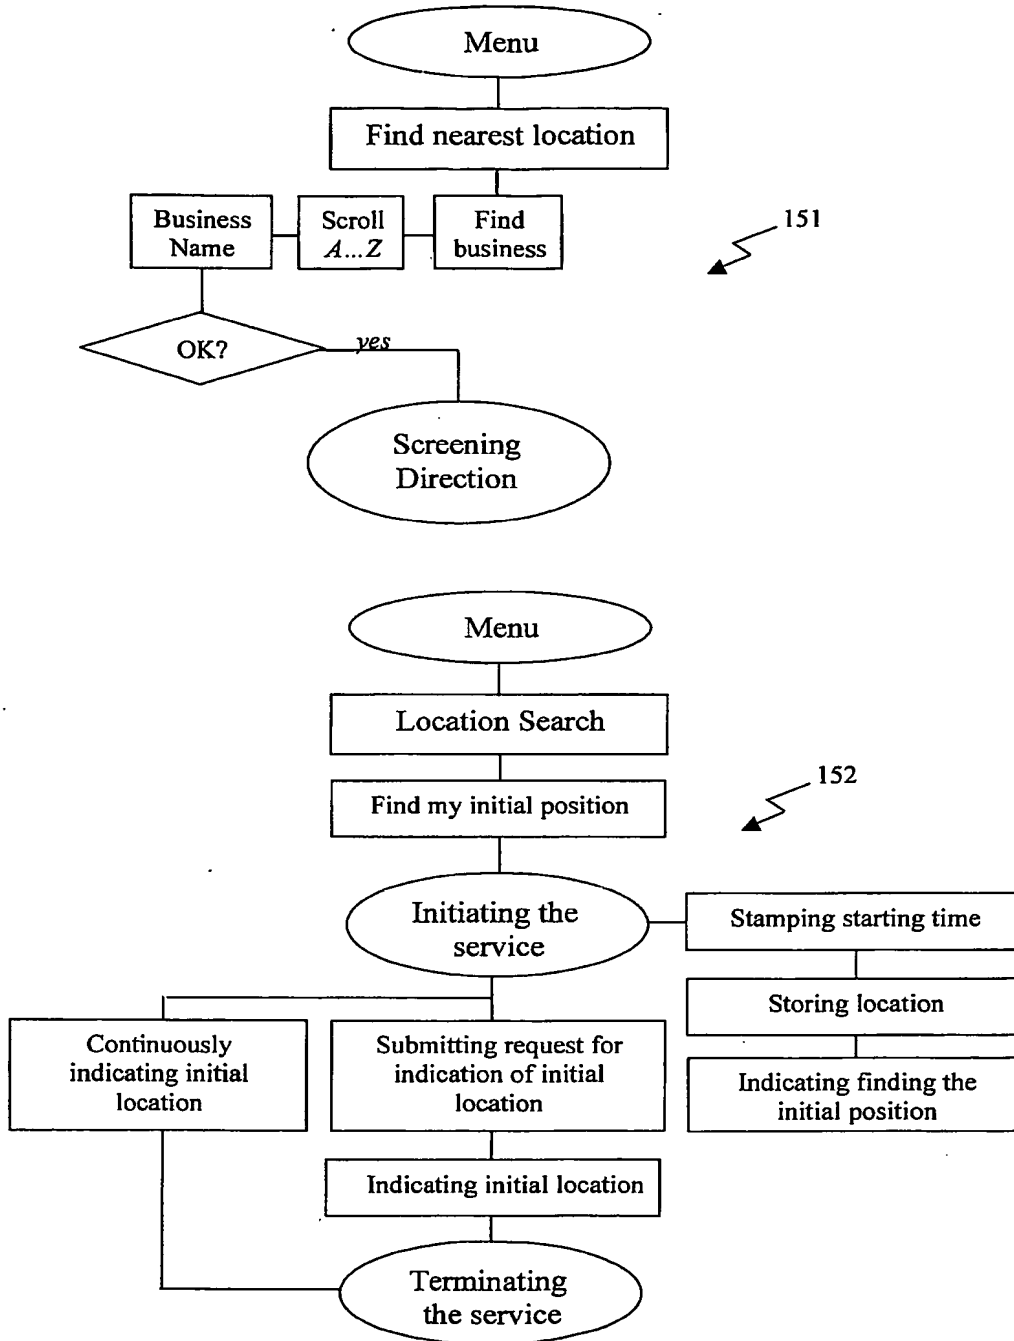 Menu
Find nearest location
Business
Name
Scroll
A...Z
Find
business
151
OK?
yes
Screening
Direction
Menu
Location Search
152
Find my initial position
Initiating the
service
Stamping starting time
Storing location
Continuously
indicating initial
location
Submitting request for
indication of initial
location
Indicating finding the
initial position
Indicating initial location
Terminating
the service